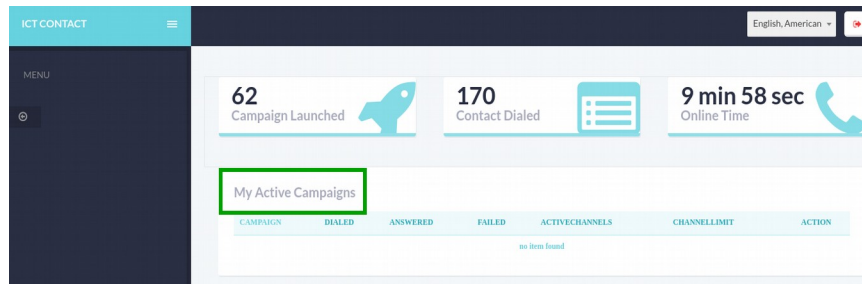 ICT CONTACT
English, American
MENU
62
Campaign Launched
170
Contact Dialed
9 min 58 sec
Online Time
My Active Campaigns
CAMPAIGN DIALED ANSWERED FAILED ACTIVECHANNELS CHANNELLIMIT ACTION
no item found